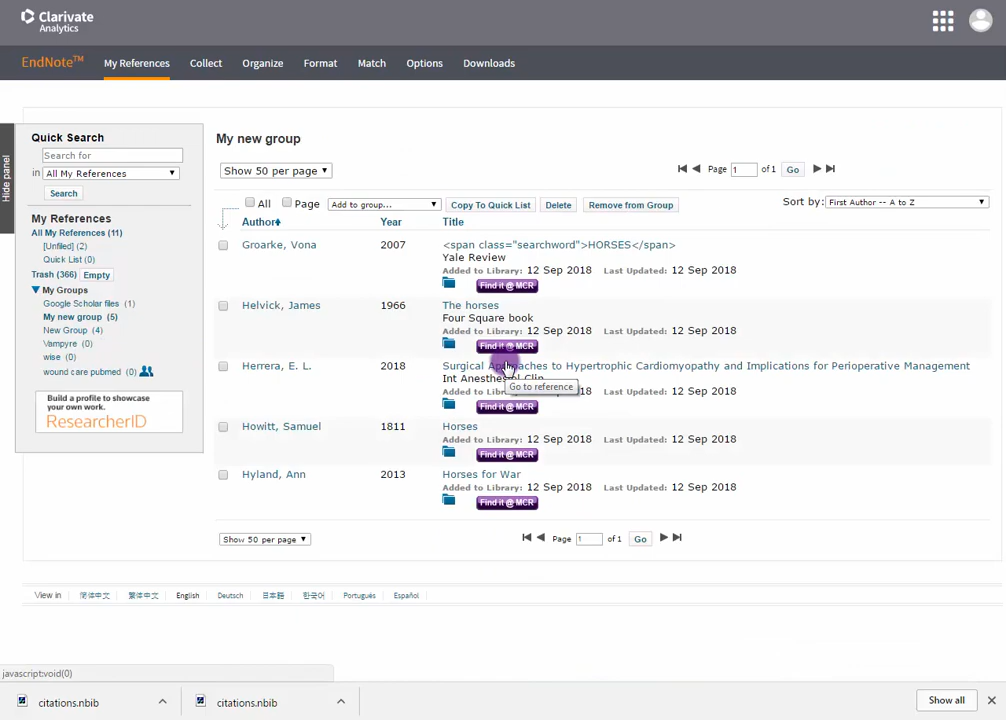 Clarivate
Analytics
EndNote™ My References Collect Organize Format Match Options Downloads
Hide panel
Quick Search
Search for
in All My References
Search
My References
All My References (11)
[Unfiled] (2)
Quick List (0)
Trash (366) Empty
My Groups
Google Scholar files (1)
My new group (5)
New Group (4)
Vampyre (0)
wise (0)
wound care pubmed (0)
Build a profile to showcase
your own work.
ResearcherID
My new group
Show 50 per page Page 1 of 1 Go
All Page Add to group... Copy To Quick List Delete Remove from Group Sort by: First Author -- A to Z
Author Year Title
Groarke, Vona 2007 <span class="searchword">HORSES</span>
Yale Review
Added to Library: 12 Sep 2018 Last Updated: 12 Sep 2018
Find it @ MCR
Helvick, James 1966 The horses
Four Square book
Added to Library: 12 Sep 2018 Last Updated: 12 Sep 2018
Find it @ MCR
Herrera, E. L. 2018 Surgical Approaches to Hypertrophic Cardiomyopathy and Implications for Perioperative Management
Int Anesthesiol Clin
Go to reference
Added to Library: 12 Sep 2018 Last Updated: 12 Sep 2018
Find it @ MCR
Howitt, Samuel 1811 Horses
Added to Library: 12 Sep 2018 Last Updated: 12 Sep 2018
Find it @ MCR
Hyland, Ann 2013 Horses for War
Added to Library: 12 Sep 2018 Last Updated: 12 Sep 2018
Find it @ MCR
Show 50 per page Page 1 of 1 Go
View in 简体中文 繁體中文 English Deutsch 日本語 한국어 Português Español
javascript:void(0)
citations.nbib citations.nbib Show all